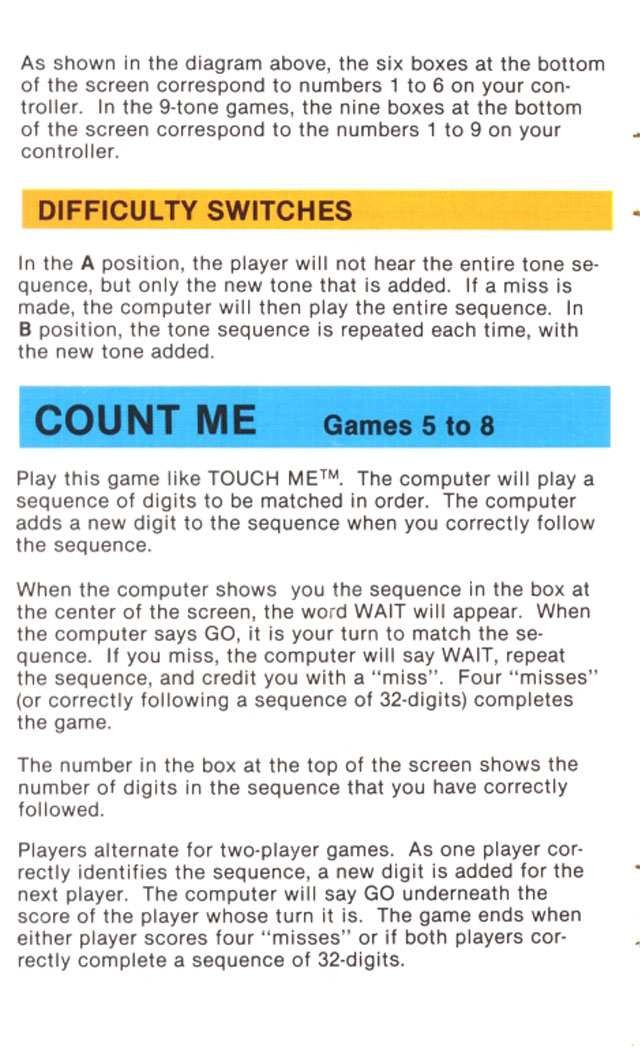 As shown in the diagram above, the six boxes at the bottom
of the screen correspond to numbers 1 to 6 on your con-
troller. In the 9-tone games, the nine boxes at the bottom
of the screen correspond to the numbers 1 to 9 on your
controller.
DIFFICULTY SWITCHES
In the A position, the player will not hear the entire tone se-
quence, but only the new tone that is added. If a miss is
made, the computer will then play the entire sequence. In
B position, the tone sequence is repeated each time, with
the new tone added.
COUNT ME Games 5 to 8
Play this game like TOUCH ME™. The computer will play a
sequence of digits to be matched in order. The computer
adds a new digit to the sequence when you correctly follow
the sequence.
When the computer shows you the sequence in the box at
the center of the screen, the word WAIT will appear. When
the computer says GO, it is your turn to match the se-
quence. If you miss, the computer will say WAIT, repeat
the sequence, and credit you with a "miss". Four "misses"
(or correctly following a sequence of 32-digits) completes
the game.
The number in the box at the top of the screen shows the
number of digits in the sequence that you have correctly
followed.
Players alternate for two-player games. As one player cor-
rectly identifies the sequence, a new digit is added for the
next player. The computer will say GO underneath the
score of the player whose turn it is. The game ends when
either player scores four "misses" or if both players cor-
rectly complete a sequence of 32-digits.